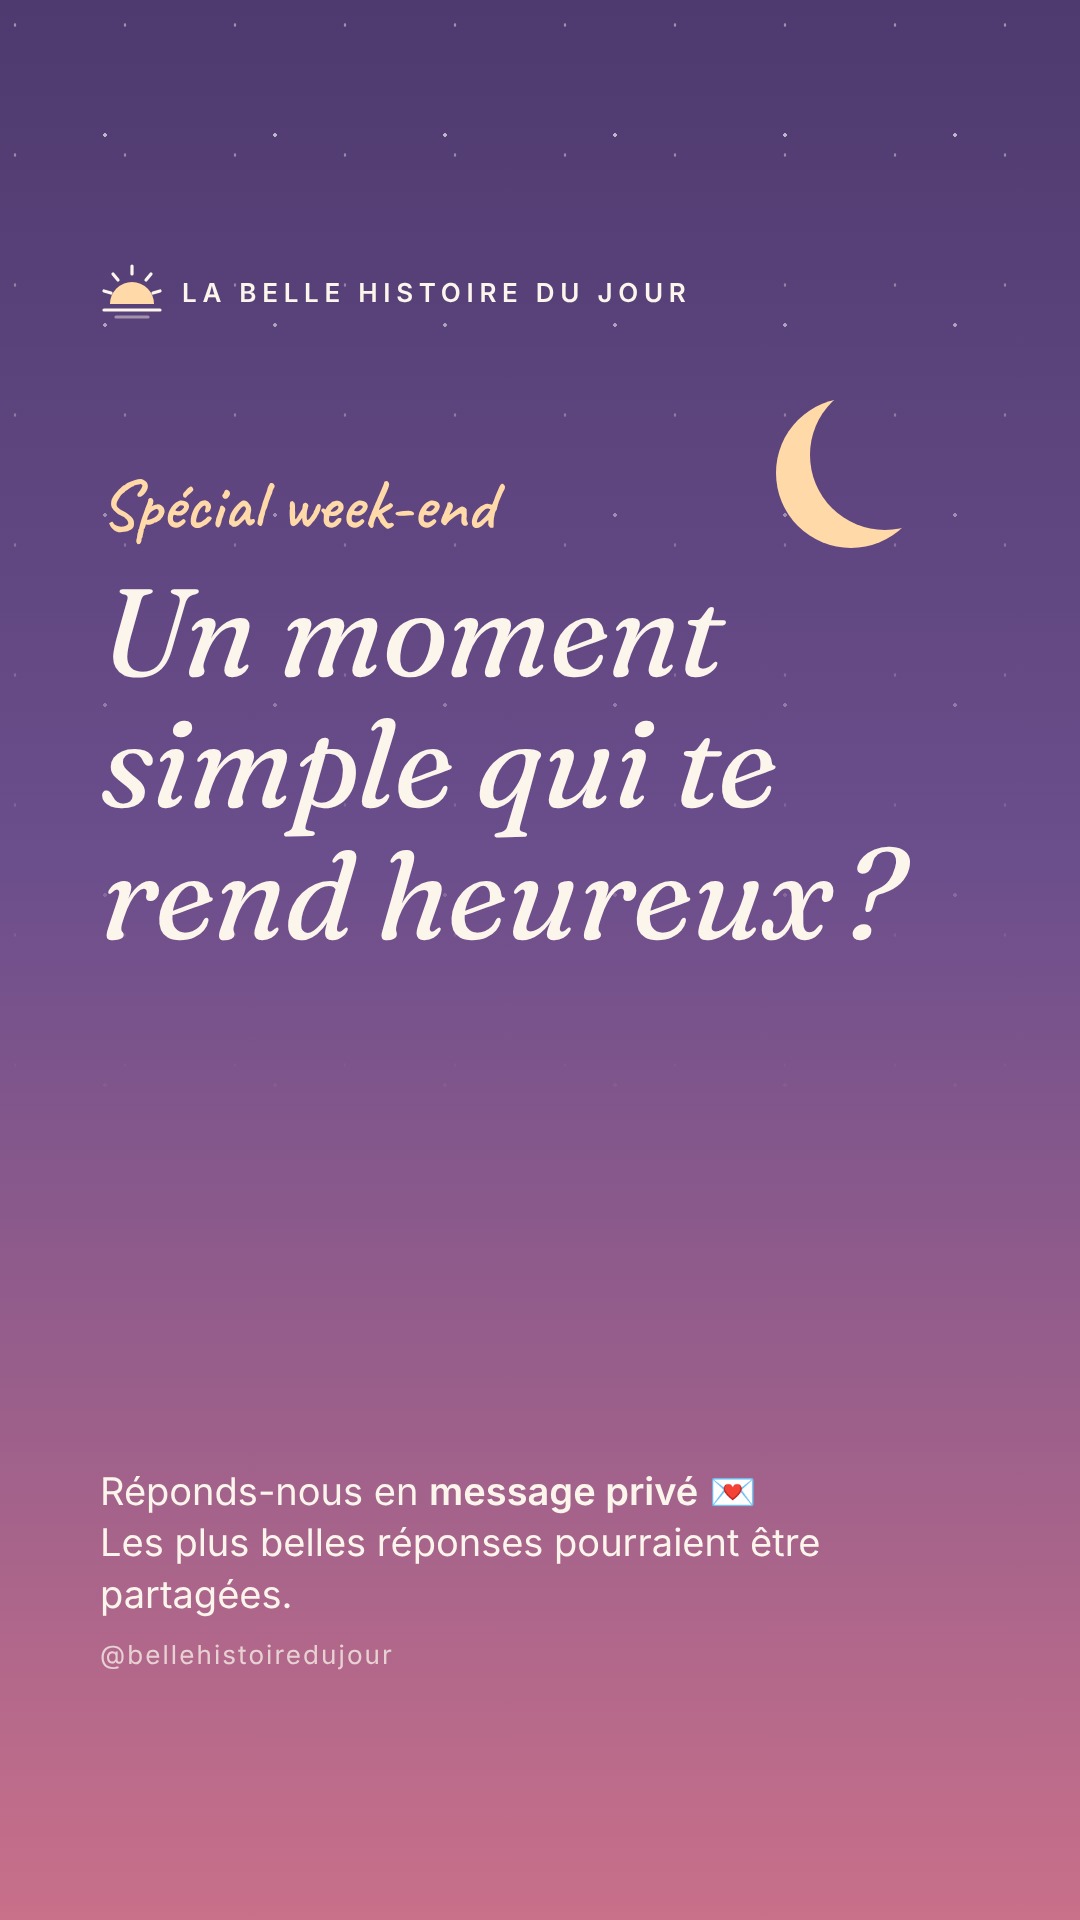 LA BELLE HISTOIRE DU JOUR
Spécial week-end
Un moment
simple qui te
rend heureux ?
Réponds-nous en message privé 💌
Les plus belles réponses pourraient être
partagées.
@bellehistoiredujour